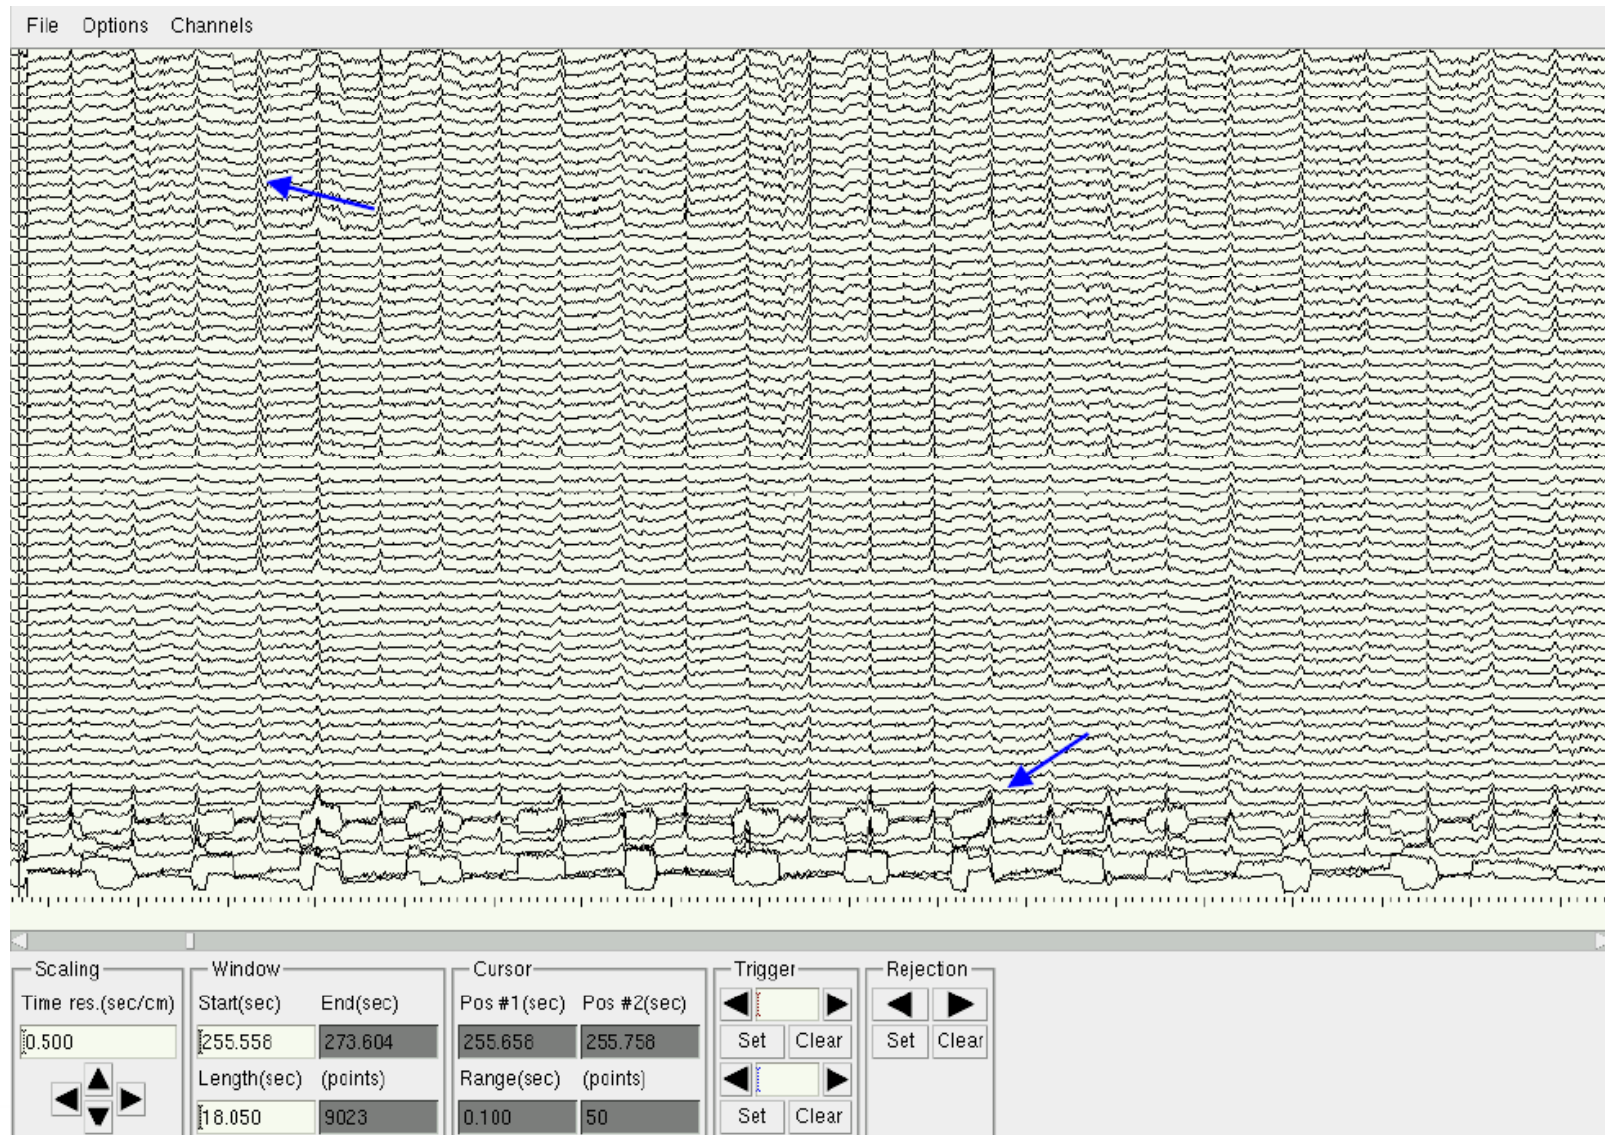 File Options Channels
Scaling Window Cursor Trigger Rejection
Time res.(sec/cm) Start(sec) End(sec) Pos #1(sec) Pos #2(sec)
0.500 255.558 273.604 255.658 255.758 Set Clear Set Clear
Length(sec) (points) Range(sec) (points)
18.050 9023 0.100 50 Set Clear